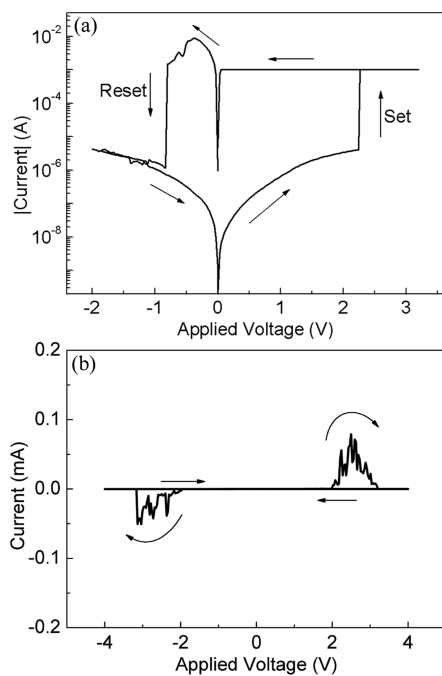 (a)
|Current| (A)
10⁻²
10⁻⁴
10⁻⁶
10⁻⁸
Reset
Set
-2 -1 0 1 2 3
Applied Voltage (V)
(b)
Current (mA)
0.2
0.1
0.0
-0.1
-0.2
-4 -2 0 2 4
Applied Voltage (V)